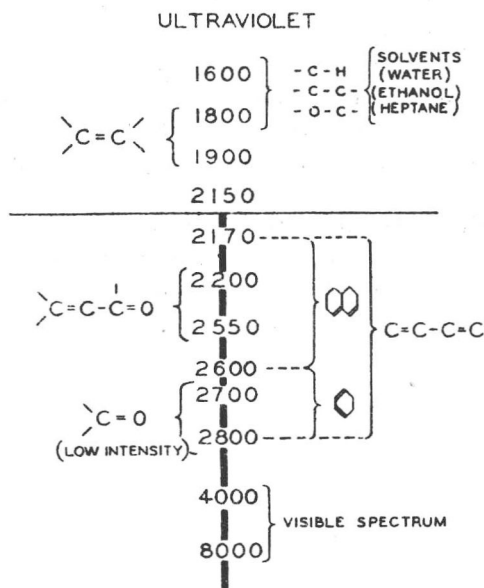 ULTRAVIOLET
1600
-C-H
SOLVENTS
(WATER)
-C-C-
(ETHANOL)
1800
-O-C-
(HEPTANE)
C=C
1900
2150
2170
2200
C=C-C=O
2550
C=C-C=C
2600
2700
C=O
2800
(LOW INTENSITY)
4000
VISIBLE SPECTRUM
8000